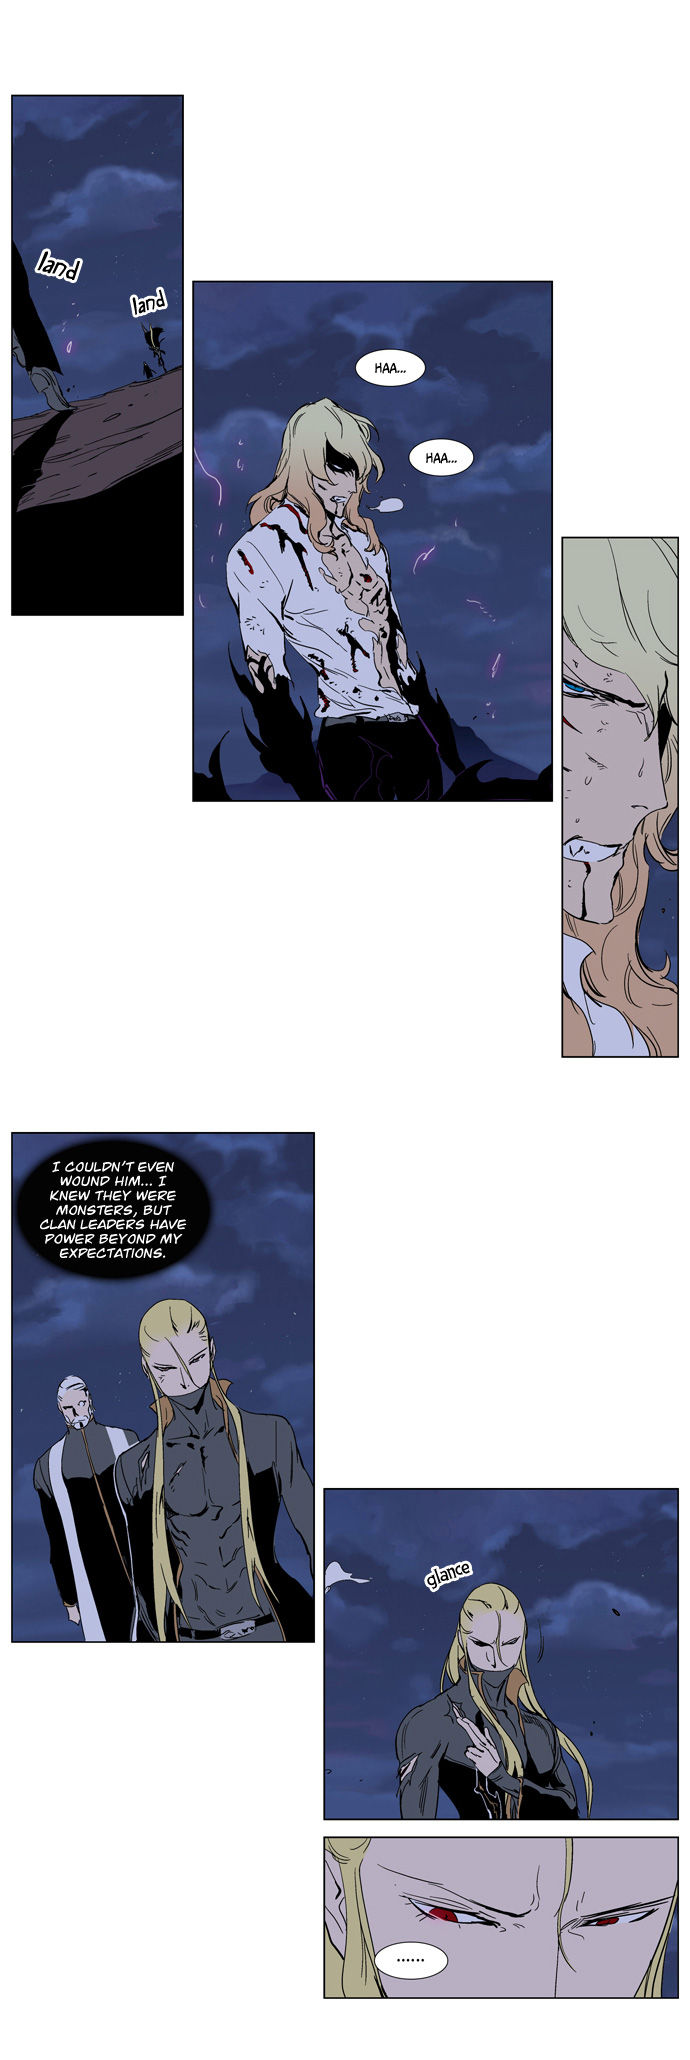 land
land
HAA...
HAA...
I COULDN'T EVEN
WOUND HIM... I
KNEW THEY WERE
MONSTERS, BUT
CLAN LEADERS HAVE
POWER BEYOND MY
EXPECTATIONS.
glance
......